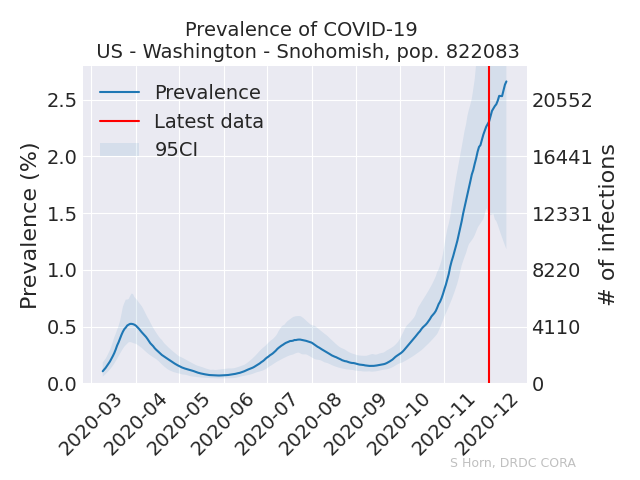 Prevalence of COVID-19
US - Washington - Snohomish, pop. 822083
Prevalence
Latest data
95CI
Prevalence (%)
2.5
2.0
1.5
1.0
0.5
0.0
20552
16441
12331
8220
4110
0
# of infections
2020-03
2020-04
2020-05
2020-06
2020-07
2020-08
2020-09
2020-10
2020-11
2020-12
S Horn, DRDC CORA